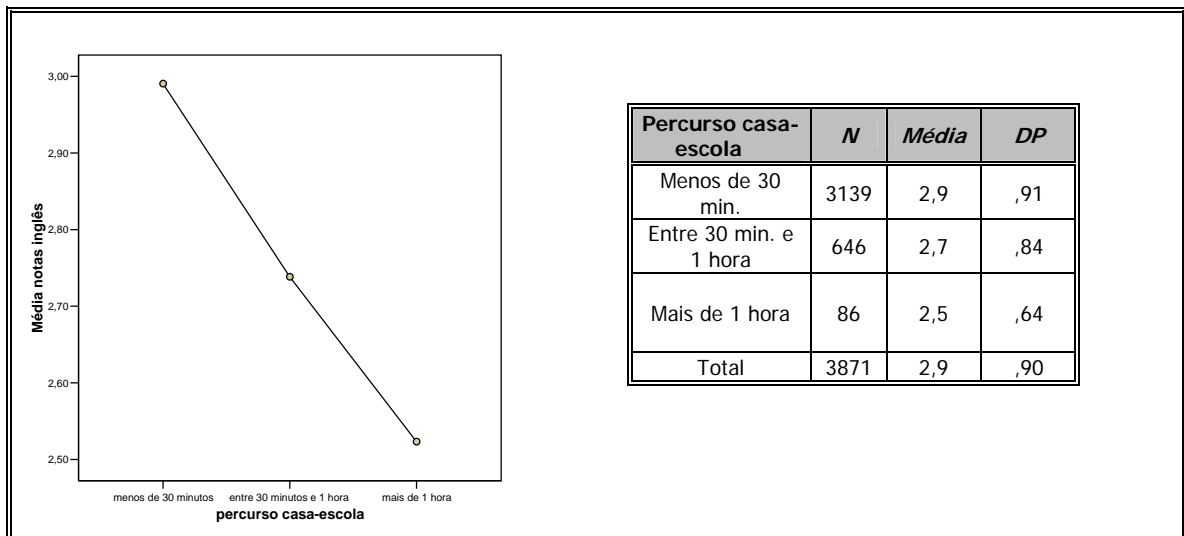 Média notas inglês
3,00
2,90
2,80
2,70
2,60
2,50
menos de 30 minutos entre 30 minutos e 1 hora mais de 1 hora
percurso casa-escola
Percurso casa-
escola N Média DP
Menos de 30
min. 3139 2,9 ,91
Entre 30 min. e
1 hora 646 2,7 ,84
Mais de 1 hora 86 2,5 ,64
Total 3871 2,9 ,90